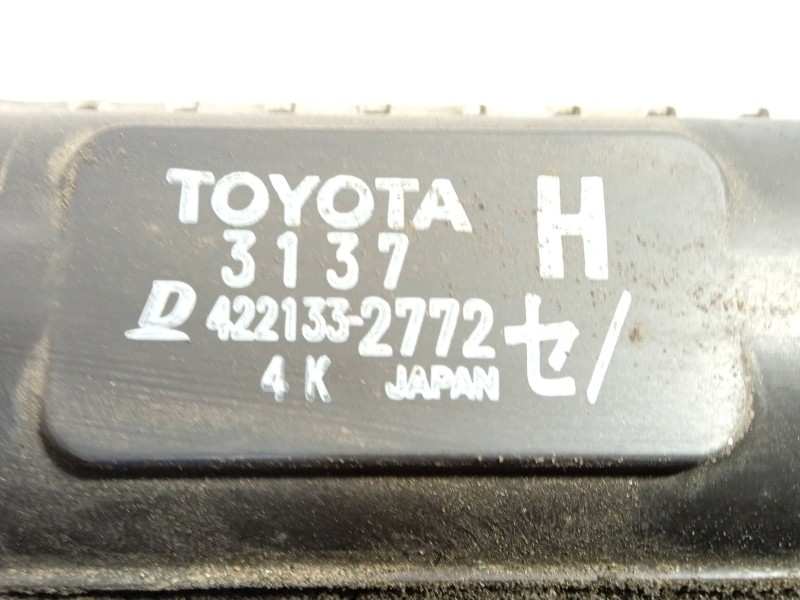 TOYOTA H
3137
D 422133-2772 セ/
4K JAPAN